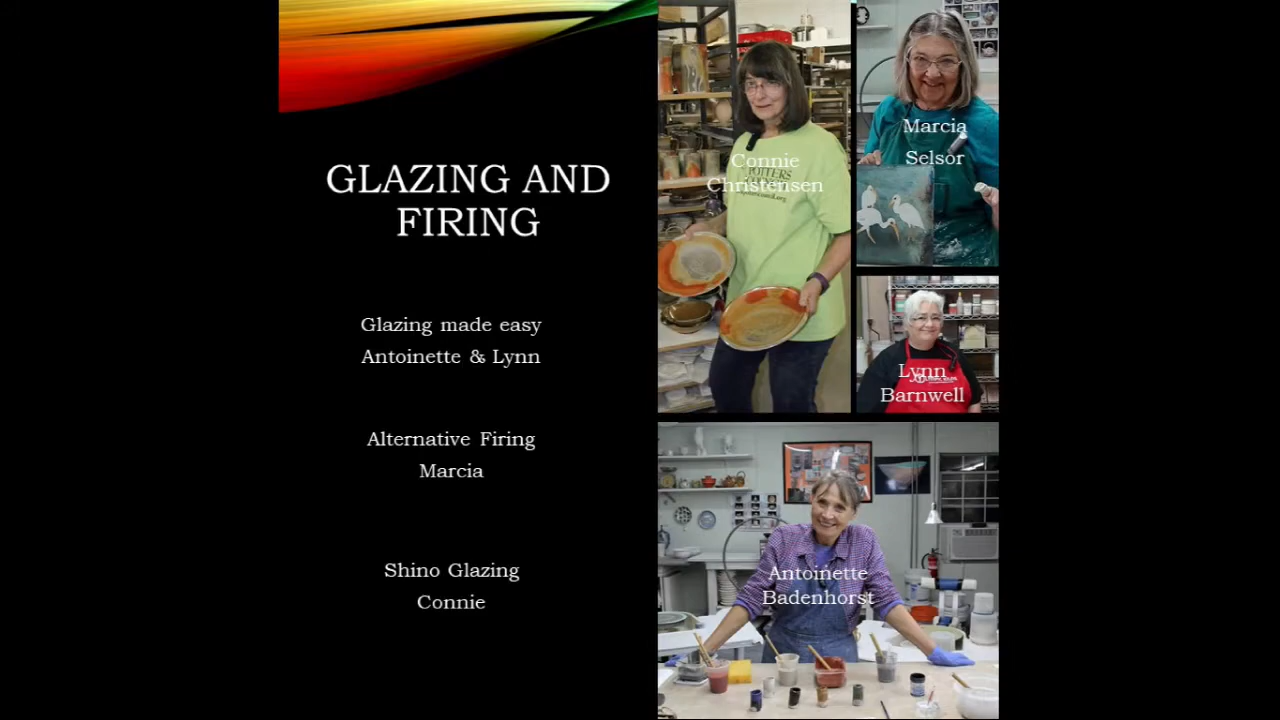 GLAZING AND
FIRING
Glazing made easy
Antoinette & Lynn
Alternative Firing
Marcia
Shino Glazing
Connie
Connie
Christensen
POTTERS
Marcia
Selsor
Lynn
Barnwell
Antoinette
Badenhorst